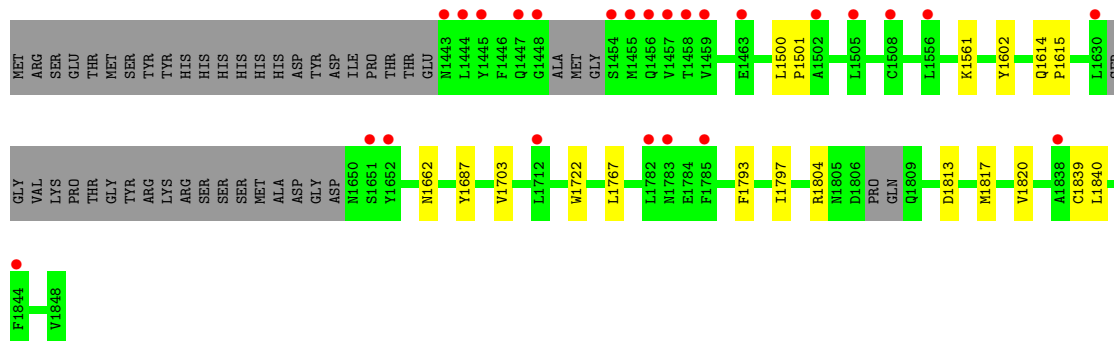 MET ARG SER GLU THR MET SER TYR TYR HIS HIS HIS HIS HIS HIS ASP TYR ASP ILE PRO THR THR GLU N1443 L1444 Y1445 F1446 Q1447 G1448 ALA MET GLY S1454 M1455 Q1456 V1457 T1458 V1459 E1463 L1500 P1501 A1502 L1505 C1508 L1556 K1561 Y1602 Q1614 P1615 L1630 SER
GLY VAL LYS PRO THR GLY TYR ARG LYS ARG SER SER SER MET ALA ASP GLY ASP N1650 S1651 Y1652 N1662 Y1687 V1703 L1712 W1722 L1767 L1782 N1783 E1784 F1785 F1793 I1797 R1804 N1805 D1806 PRO GLN Q1809 D1813 M1817 V1820 A1838 C1839 L1840
F1844 V1848